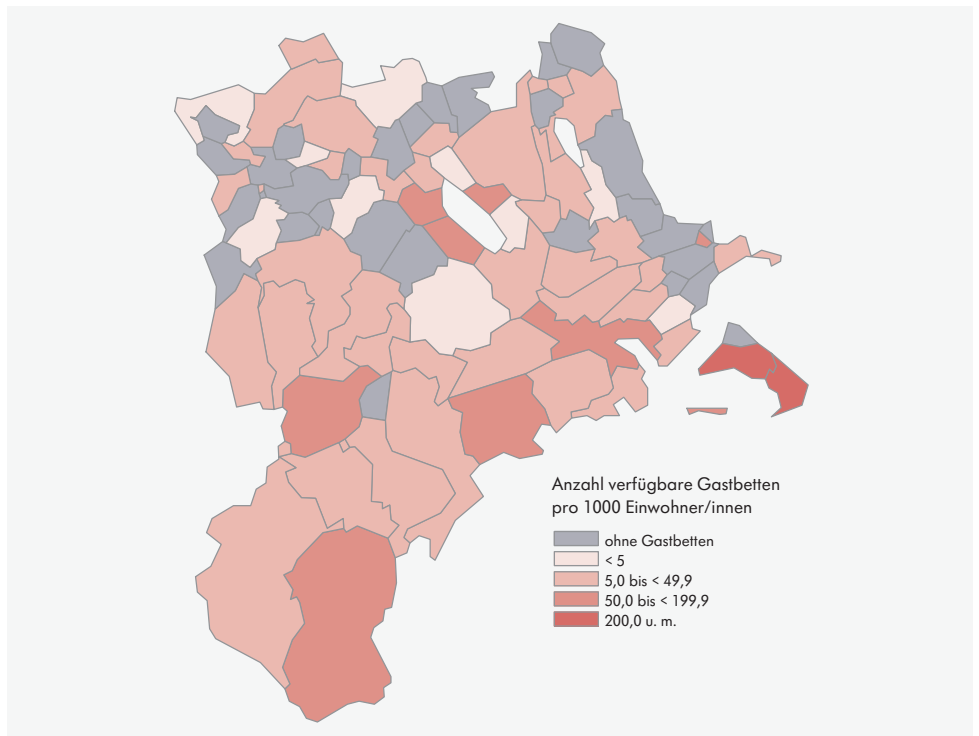 Anzahl verfügbare Gastbetten
pro 1000 Einwohner/innen
ohne Gastbetten
< 5
5,0 bis < 49,9
50,0 bis < 199,9
200,0 u. m.